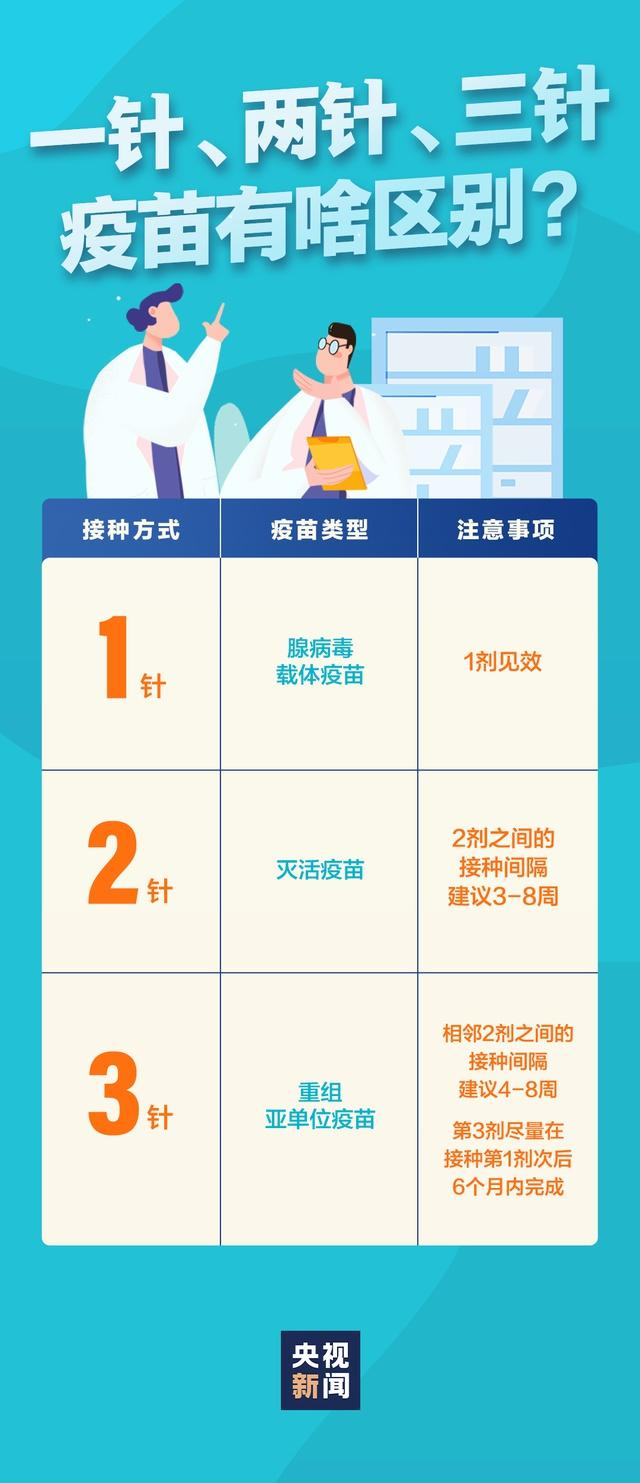 一针、两针、三针
疫苗有啥区别?
接种方式
疫苗类型
注意事项
1针
腺病毒
载体疫苗
1剂见效
2针
灭活疫苗
2剂之间的
接种间隔
建议3-8周
3针
重组
亚单位疫苗
相邻2剂之间的
接种间隔
建议4-8周
第3剂尽量在
接种第1剂次后
6个月内完成
央视
新闻